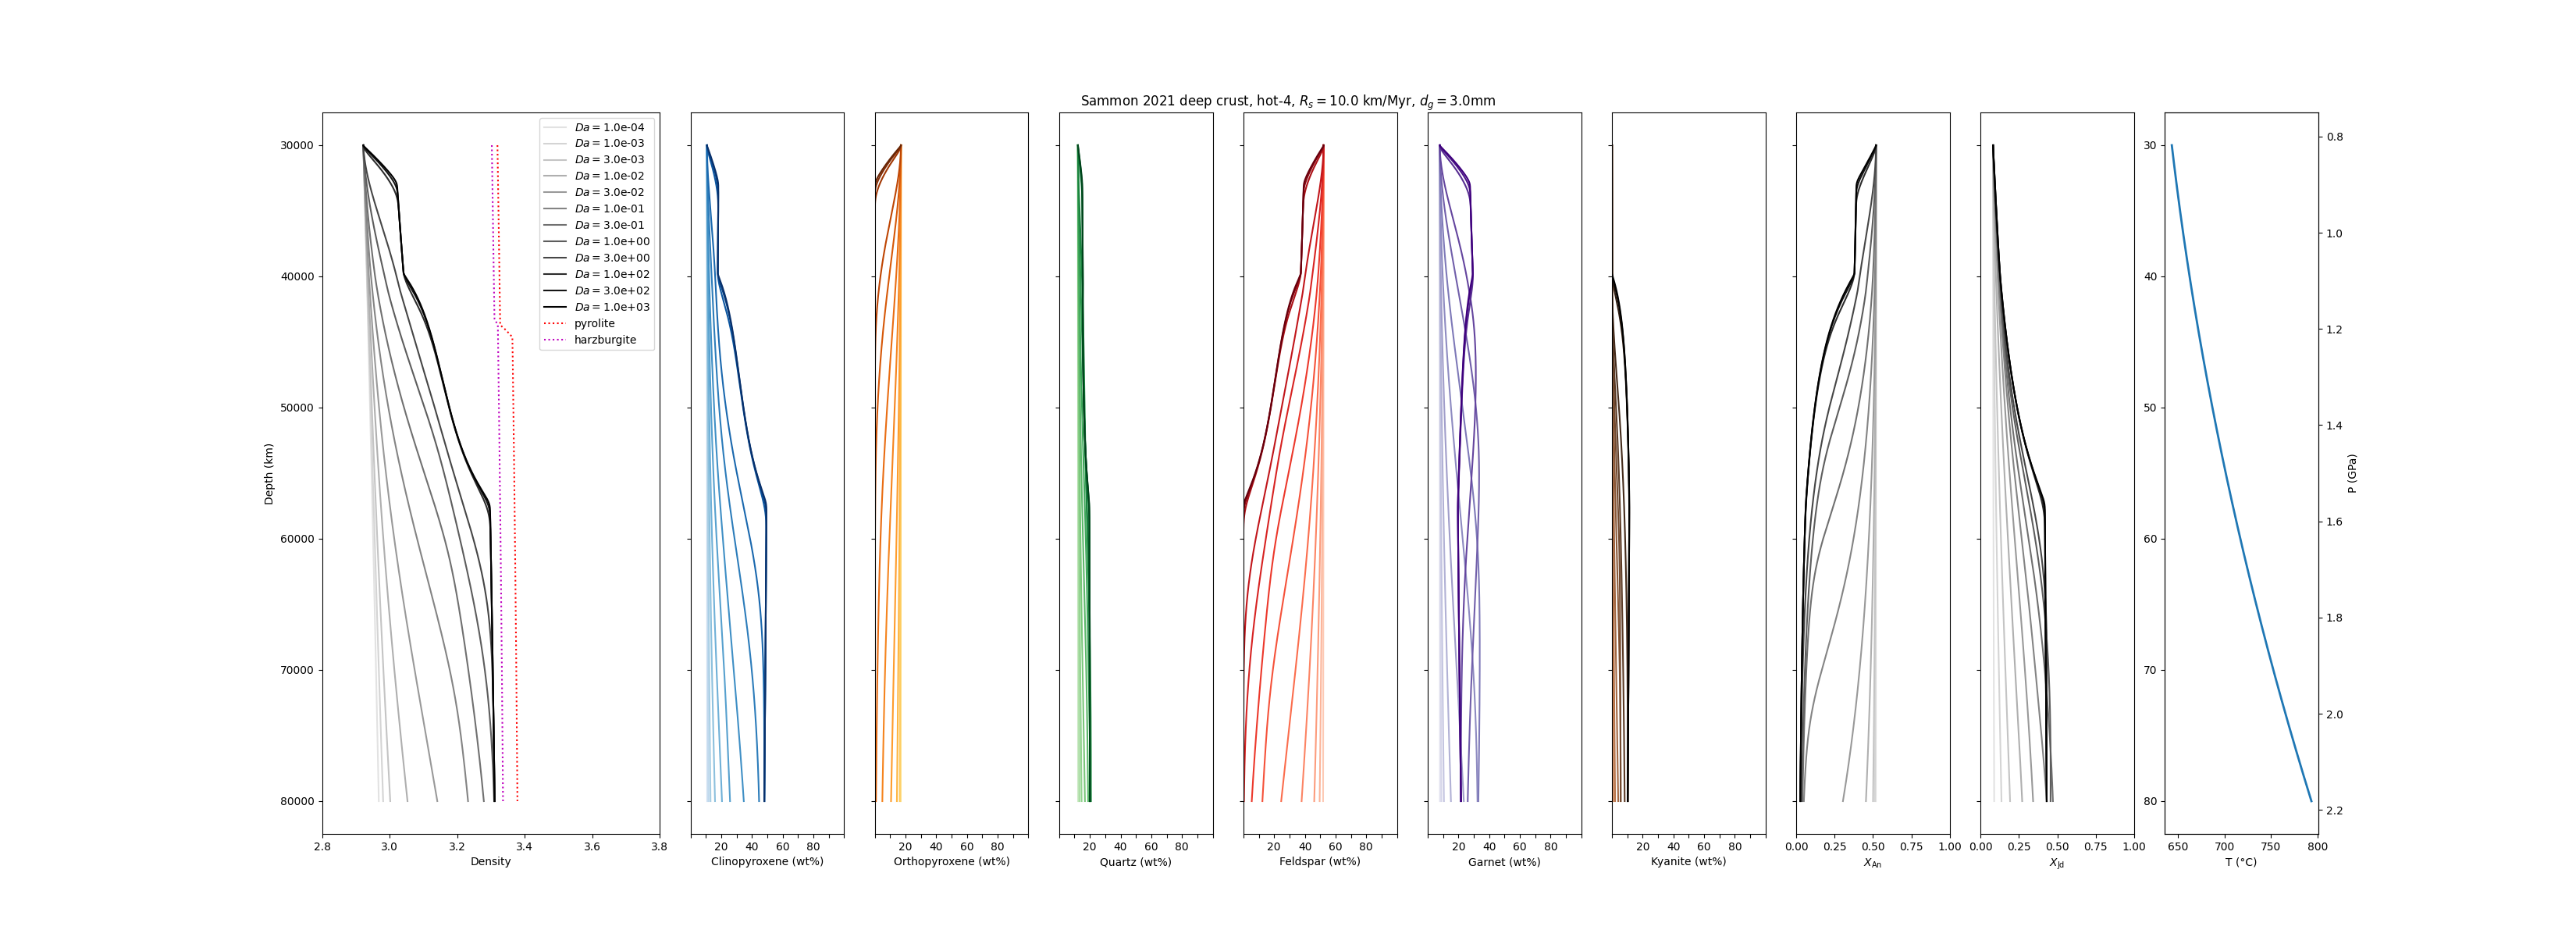 Sammon 2021 deep crust, hot-4, Rs = 10.0 km/Myr, dg = 3.0mm
Da = 1.0e-04
Da = 1.0e-03
Da = 3.0e-03
Da = 1.0e-02
Da = 3.0e-02
Da = 1.0e-01
Da = 3.0e-01
Da = 1.0e+00
Da = 3.0e+00
Da = 1.0e+02
Da = 3.0e+02
Da = 1.0e+03
pyrolite
harzburgite
30000
40000
50000
60000
70000
80000
Depth (km)
2.8 3.0 3.2 3.4 3.6 3.8
Density
20 40 60 80
Clinopyroxene (wt%)
20 40 60 80
Orthopyroxene (wt%)
20 40 60 80
Quartz (wt%)
20 40 60 80
Feldspar (wt%)
20 40 60 80
Garnet (wt%)
20 40 60 80
Kyanite (wt%)
0.00 0.25 0.50 0.75 1.00
XAn
0.00 0.25 0.50 0.75 1.00
XJd
30
40
50
60
70
80
650 700 750 800
T (°C)
0.8
1.0
1.2
1.4
1.6
1.8
2.0
2.2
P (GPa)